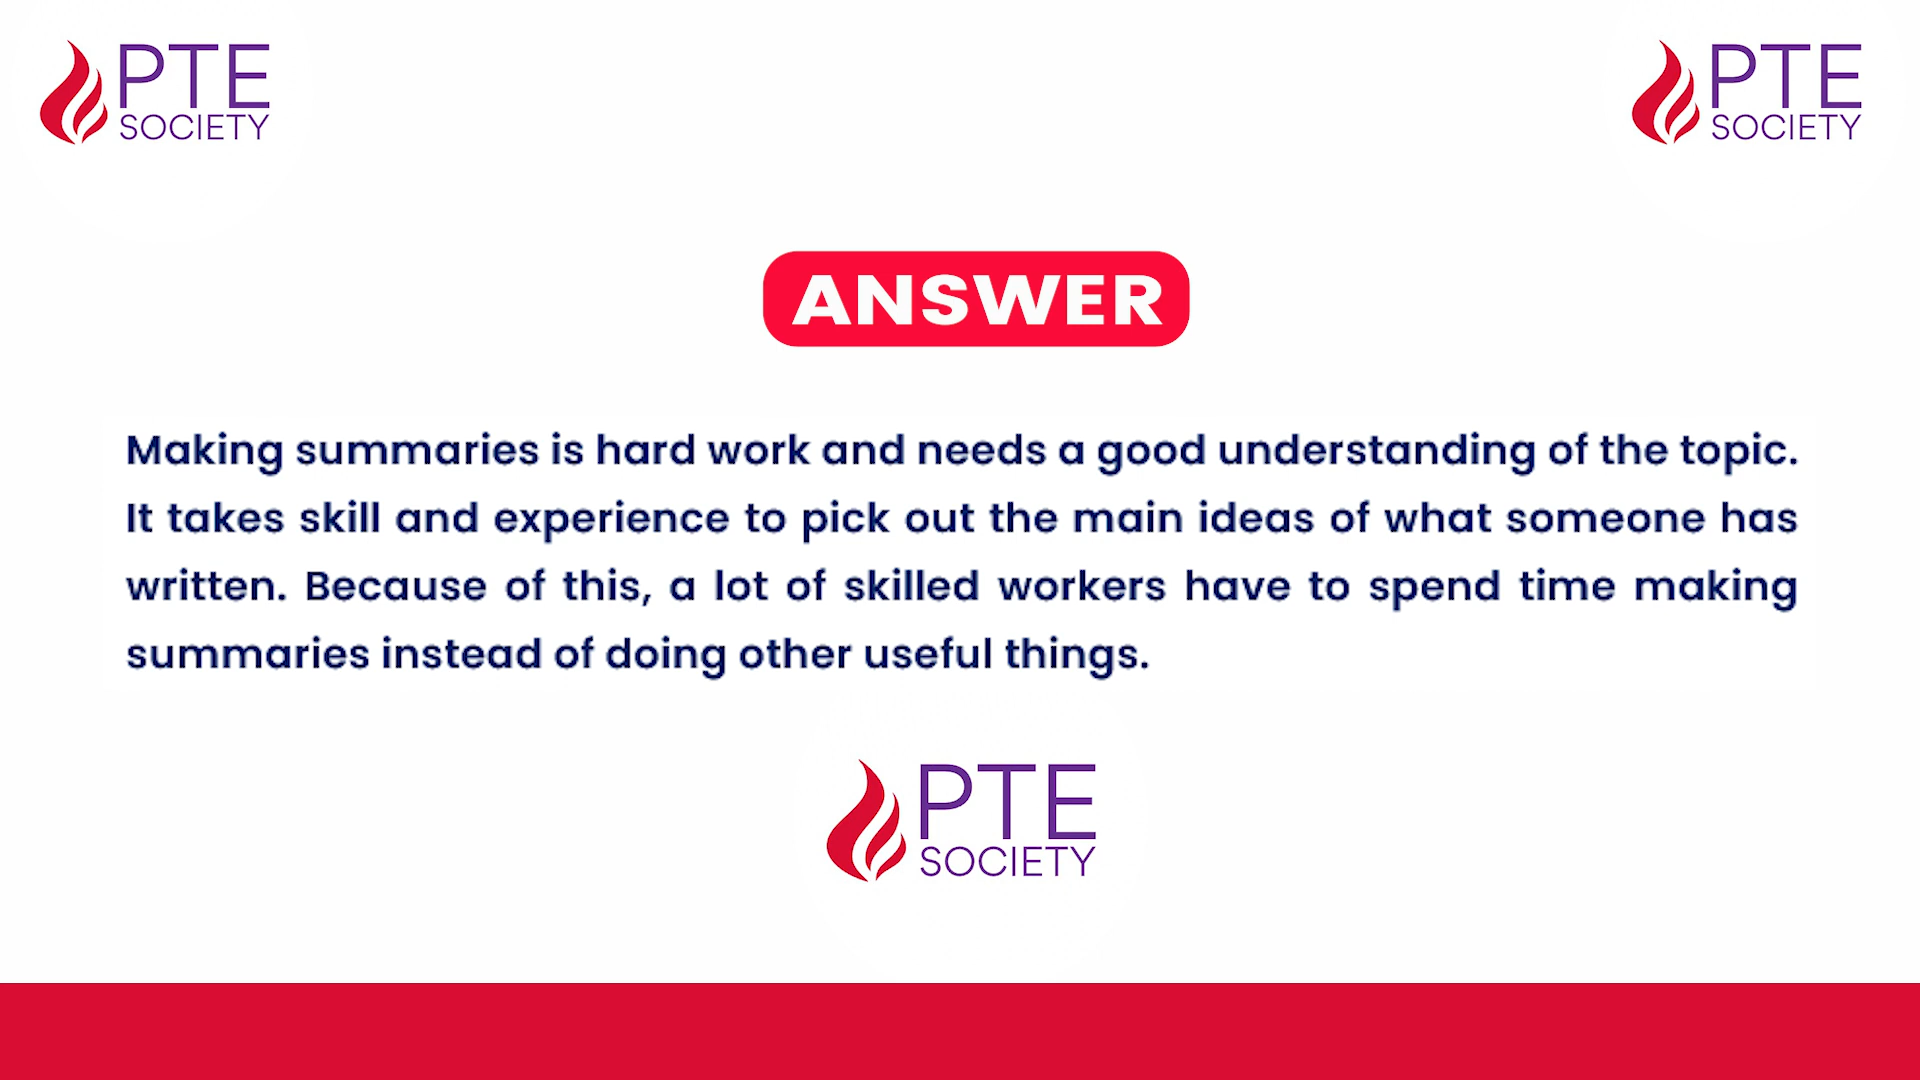 PTE
SOCIETY
PTE
SOCIETY
ANSWER
Making summaries is hard work and needs a good understanding of the topic.
It takes skill and experience to pick out the main ideas of what someone has
written. Because of this, a lot of skilled workers have to spend time making
summaries instead of doing other useful things.
PTE
SOCIETY